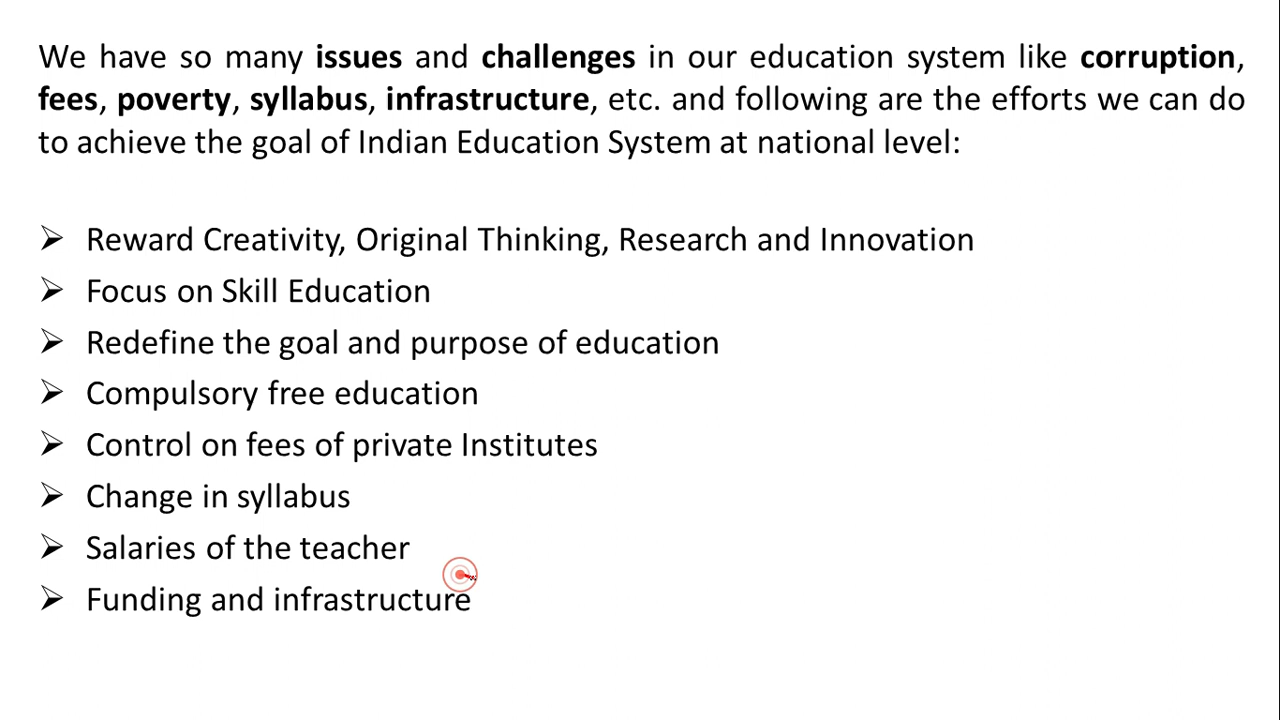 We have so many issues and challenges in our education system like corruption,
fees, poverty, syllabus, infrastructure, etc. and following are the efforts we can do
to achieve the goal of Indian Education System at national level:
➢ Reward Creativity, Original Thinking, Research and Innovation
➢ Focus on Skill Education
➢ Redefine the goal and purpose of education
➢ Compulsory free education
➢ Control on fees of private Institutes
➢ Change in syllabus
➢ Salaries of the teacher
➢ Funding and infrastructure